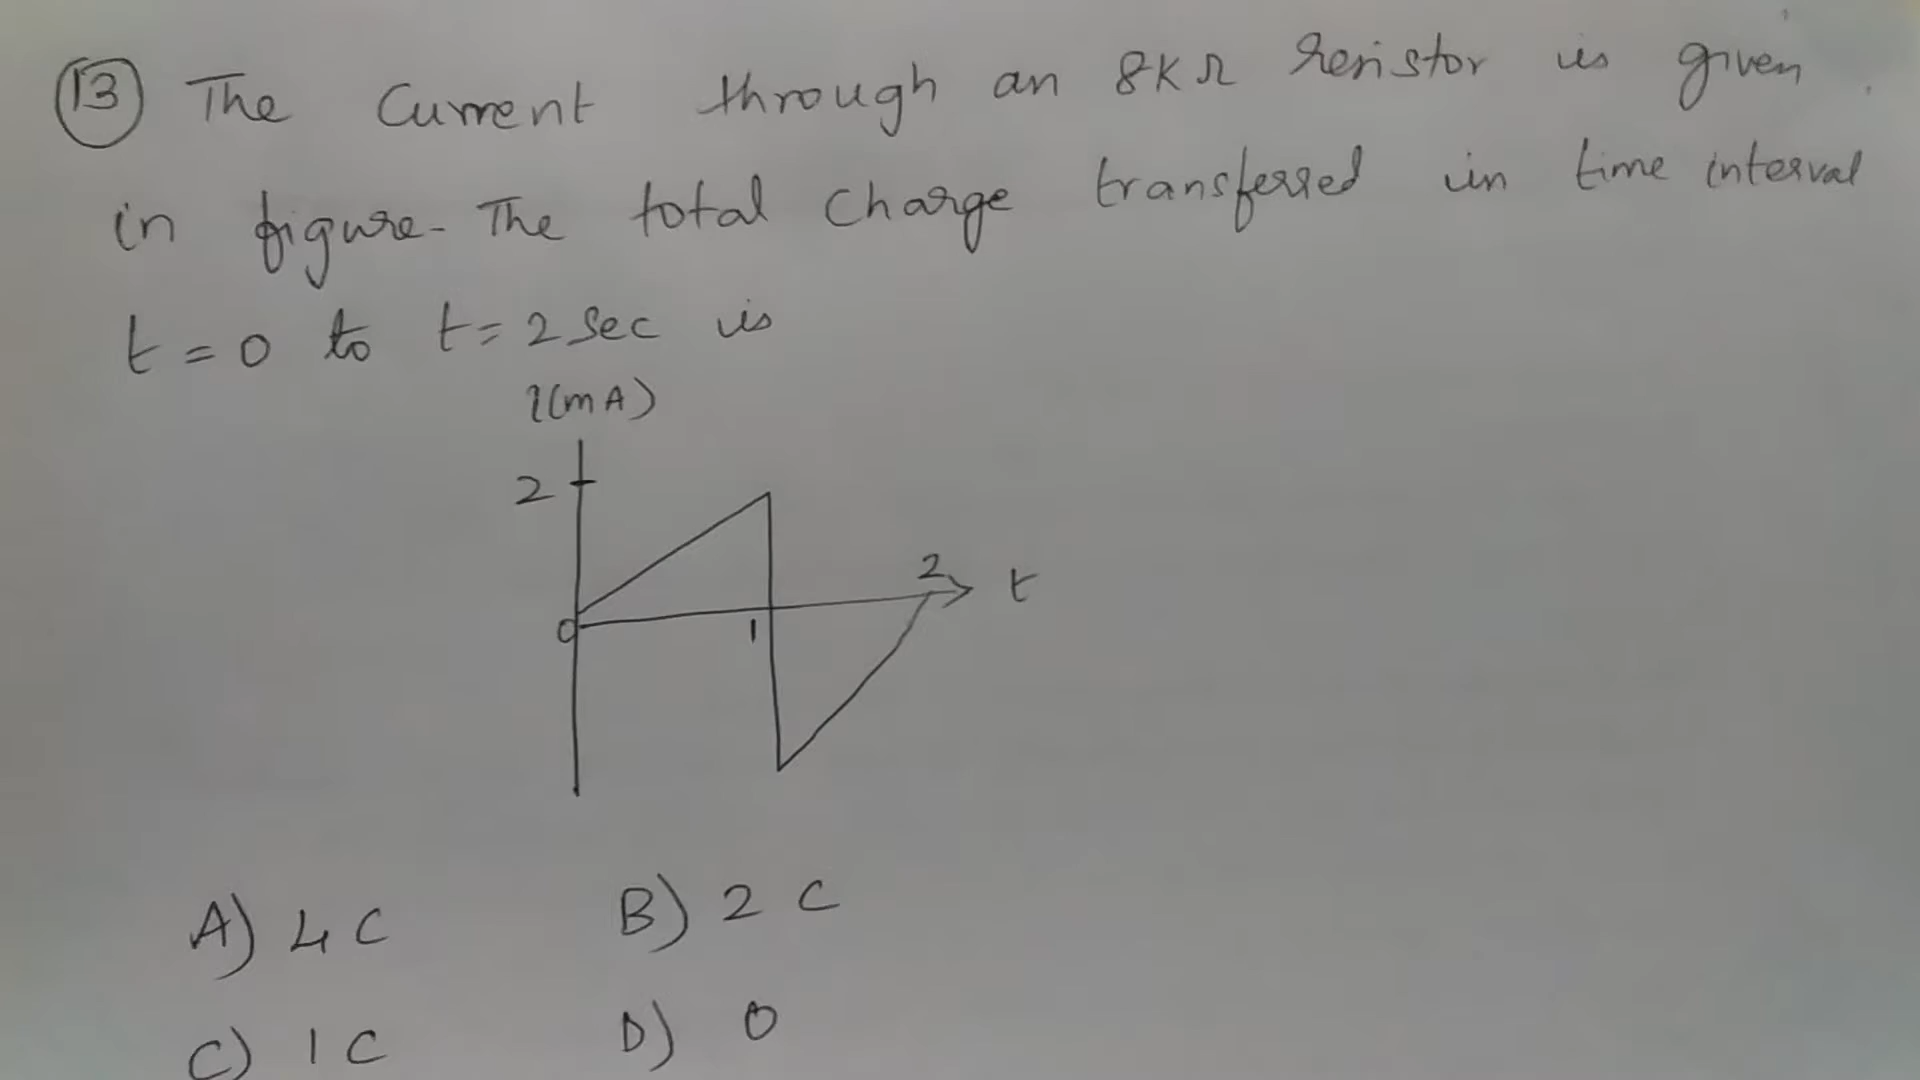 13 The Current through an 8KΩ resistor is given
in figure. The total charge transferred in time interval
t = 0 to t = 2 sec is
i(mA)
2
2
t
0
1
A) 4 C
B) 2 C
C) 1 C
D) 0